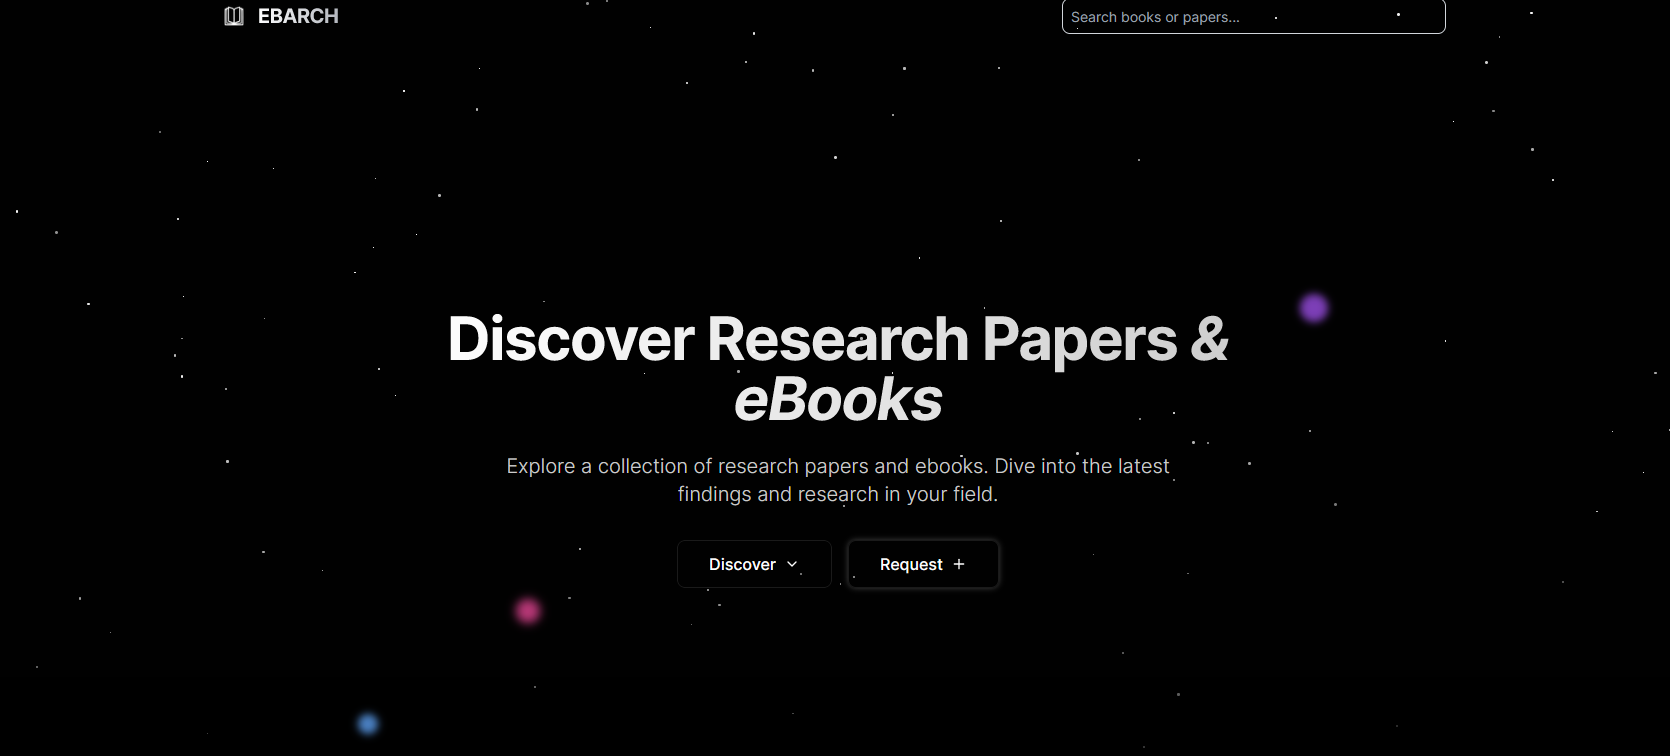 EBARCH
Search books or papers...
Discover Research Papers &
eBooks
Explore a collection of research papers and ebooks. Dive into the latest
findings and research in your field.
Discover
Request